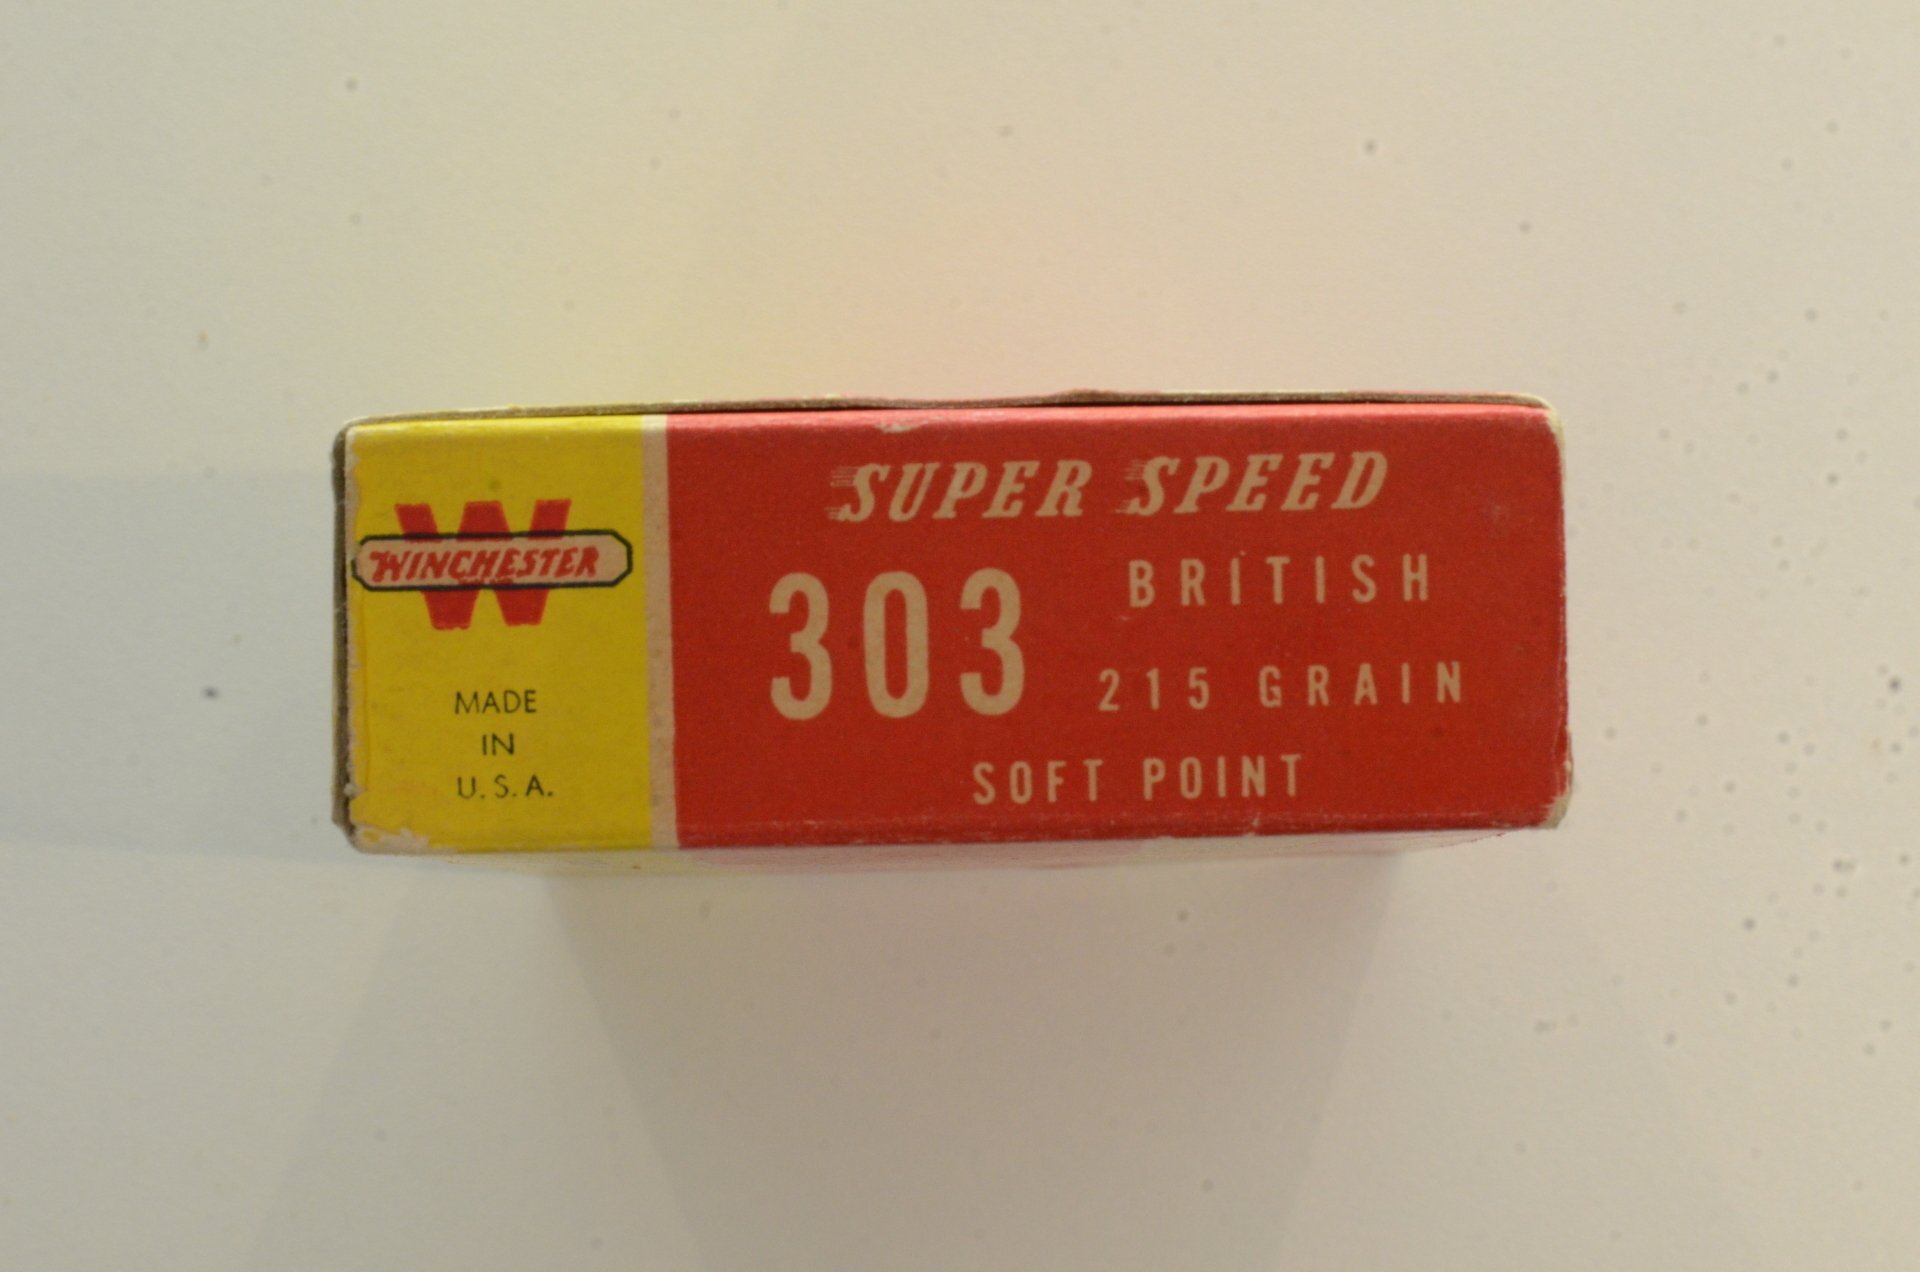 W
WINCHESTER
MADE
IN
U.S.A.
SUPER SPEED
303
BRITISH
215 GRAIN
SOFT POINT